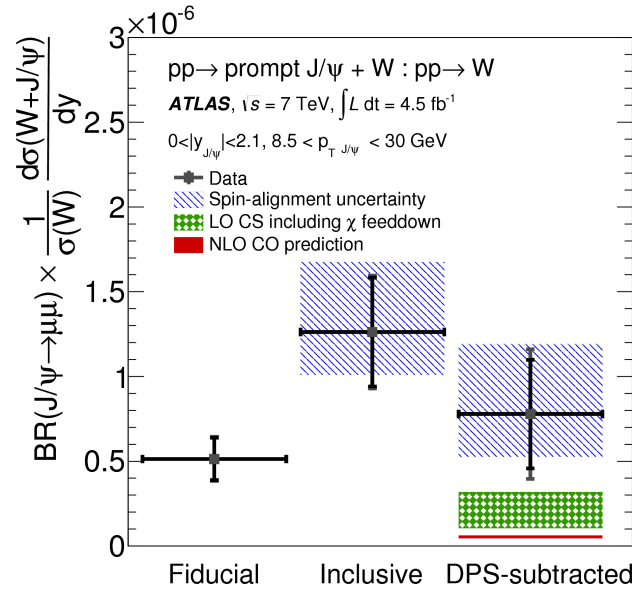 ×10⁻⁶
BR(J/ψ→μμ) × 1/σ(W) dσ(W+J/ψ)/dy
3
2.5
2
1.5
1
0.5
0
pp→ prompt J/ψ + W : pp→ W
ATLAS, √s = 7 TeV, ∫L dt = 4.5 fb⁻¹
0<|y_J/ψ|<2.1, 8.5 < p_T J/ψ < 30 GeV
Data
Spin-alignment uncertainty
LO CS including χ feeddown
NLO CO prediction
Fiducial Inclusive DPS-subtracted